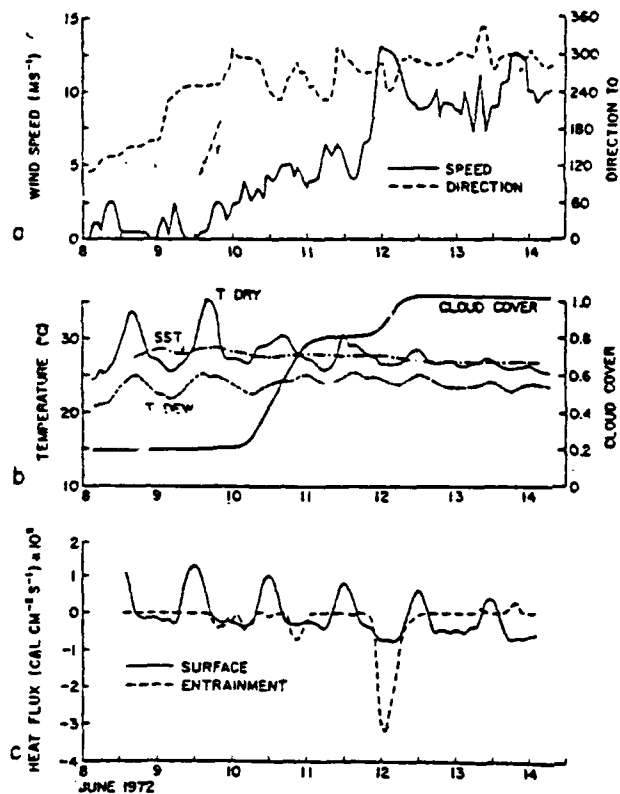 WIND SPEED (MS⁻¹)
15
10
5
0
360
300
240
180
120
60
0
DIRECTION TO
SPEED
DIRECTION
a
8 9 10 11 12 13 14
TEMPERATURE (°C)
30
20
10
T DRY
SST
T DEW
CLOUD COVER
1.0
0.8
0.6
0.4
0.2
0
CLOUD COVER
b
8 9 10 11 12 13 14
HEAT FLUX (CAL CM⁻² S⁻¹)
2
1
0
-1
-2
-3
-4
SURFACE
ENTRAINMENT
c
8 9 10 11 12 13 14
JUNE 1972